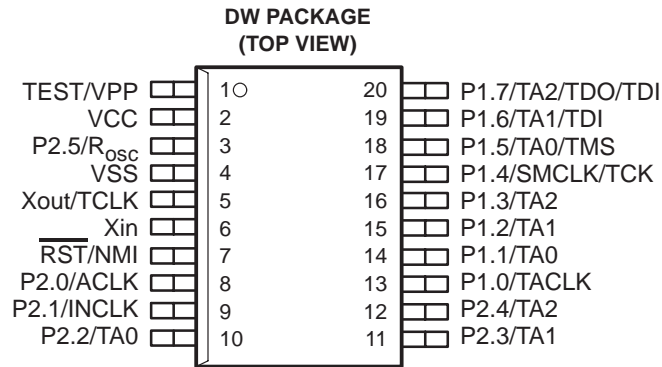 DW PACKAGE
(TOP VIEW)
TEST/VPP 1 20 P1.7/TA2/TDO/TDI
VCC 2 19 P1.6/TA1/TDI
P2.5/Rosc 3 18 P1.5/TA0/TMS
VSS 4 17 P1.4/SMCLK/TCK
Xout/TCLK 5 16 P1.3/TA2
Xin 6 15 P1.2/TA1
RST/NMI 7 14 P1.1/TA0
P2.0/ACLK 8 13 P1.0/TACLK
P2.1/INCLK 9 12 P2.4/TA2
P2.2/TA0 10 11 P2.3/TA1